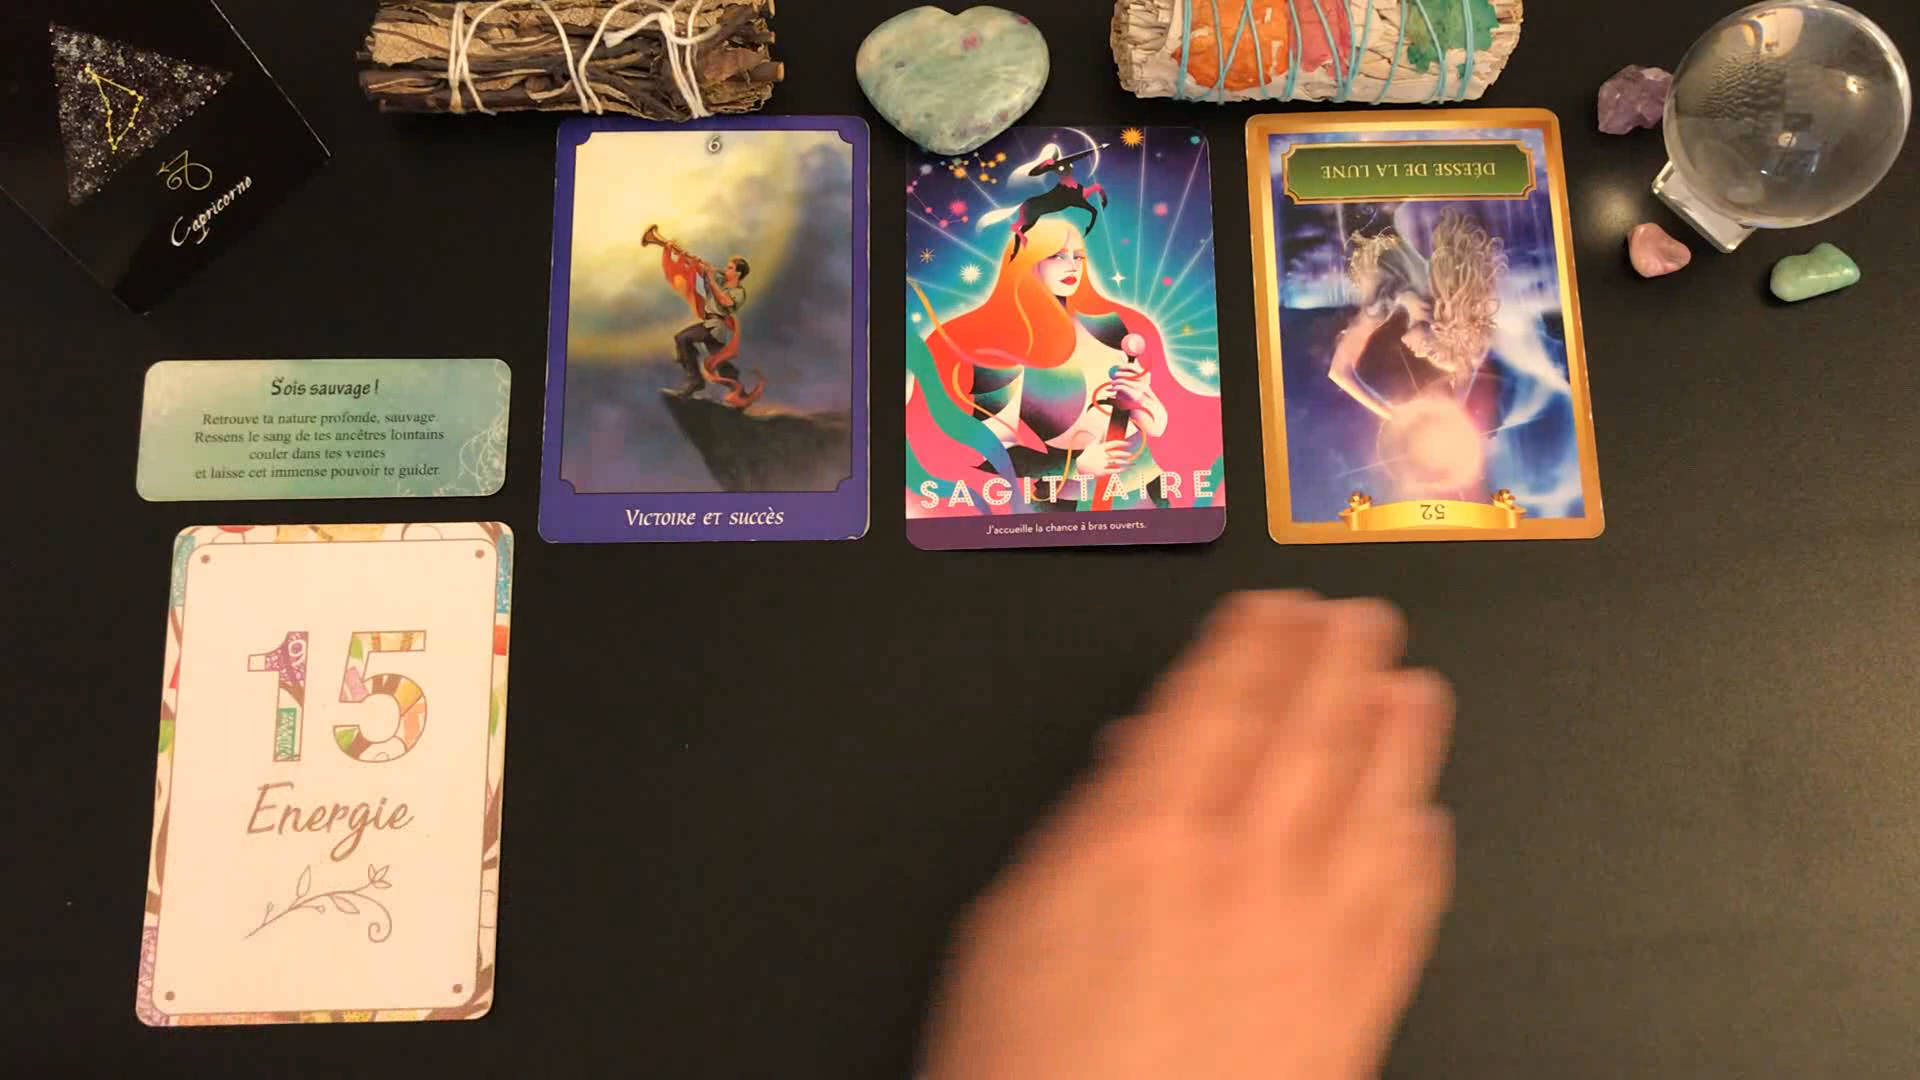 Capricorne
Sois sauvage !
Retrouve ta nature profonde, sauvage.
Ressens le sang de tes ancêtres lointains
couler dans tes veines
et laisse cet immense pouvoir te guider.
15
Energie
6
Victoire et succès
SAGITTAIRE
J'accueille la chance à bras ouverts.
DÉESSE DE LA LUNE
52